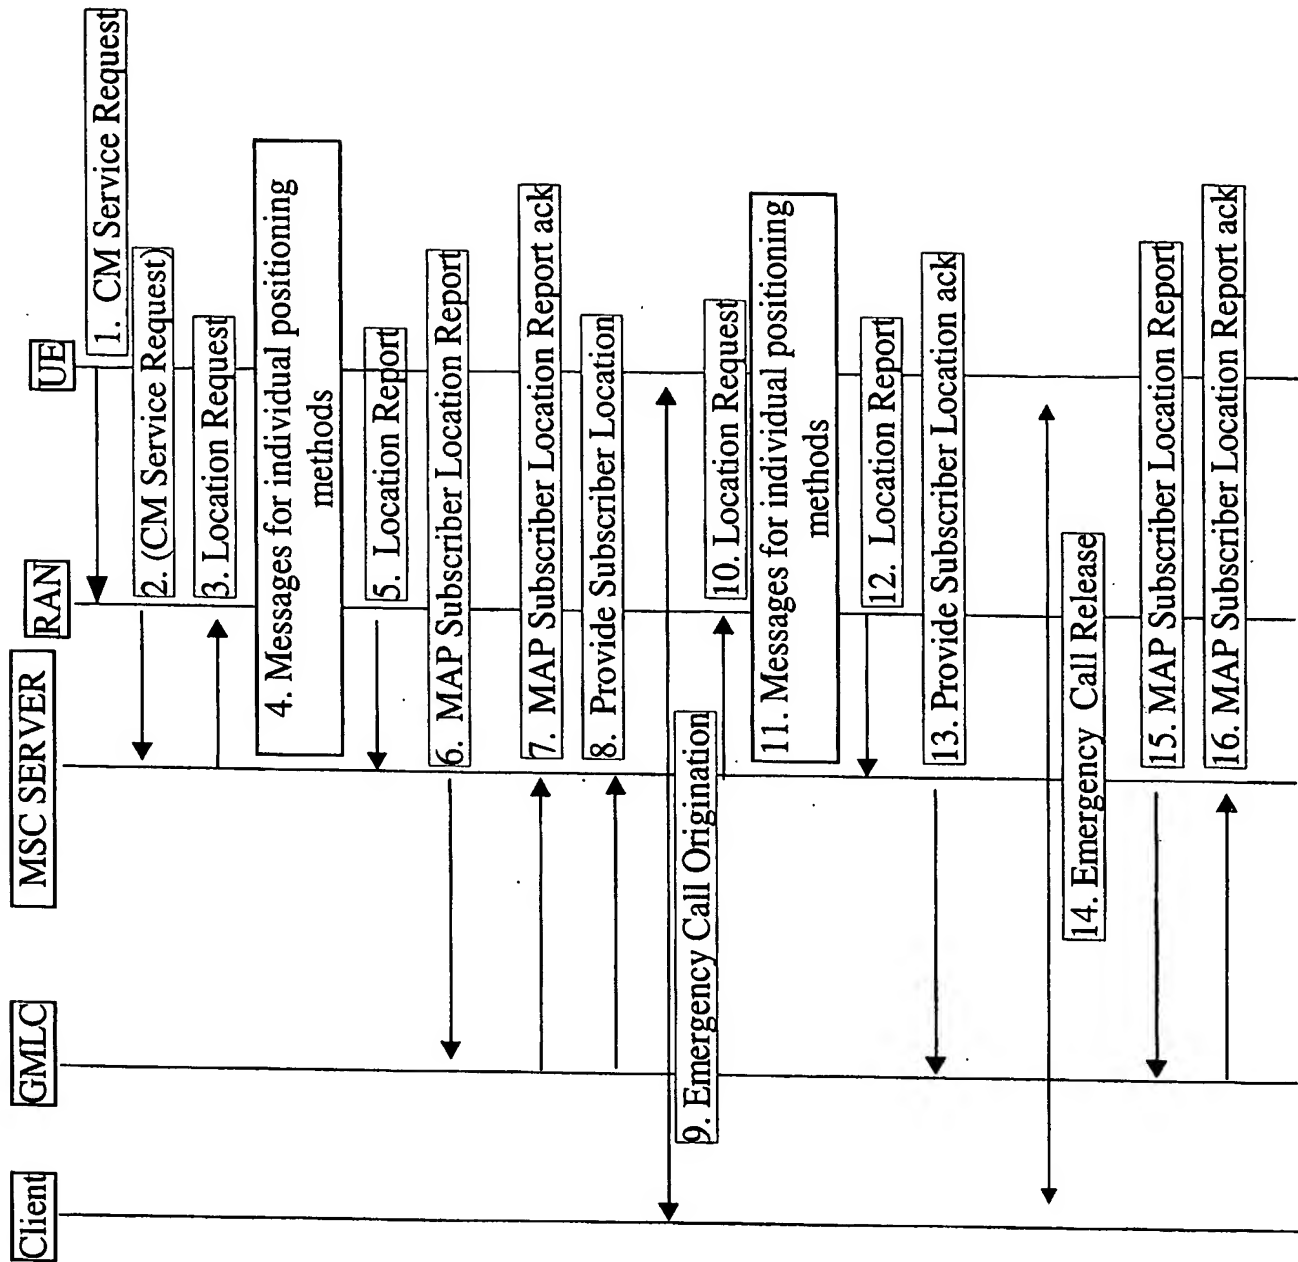 Client
GMLC
MSC SERVER
RAN
UE
1. CM Service Request
2. (CM Service Request)
3. Location Request
4. Messages for individual positioning
methods
5. Location Report
6. MAP Subscriber Location Report
7. MAP Subscriber Location Report ack
8. Provide Subscriber Location
9. Emergency Call Origination
10. Location Request
11. Messages for individual positioning
methods
12. Location Report
13. Provide Subscriber Location ack
14. Emergency Call Release
15. MAP Subscriber Location Report
16. MAP Subscriber Location Report ack